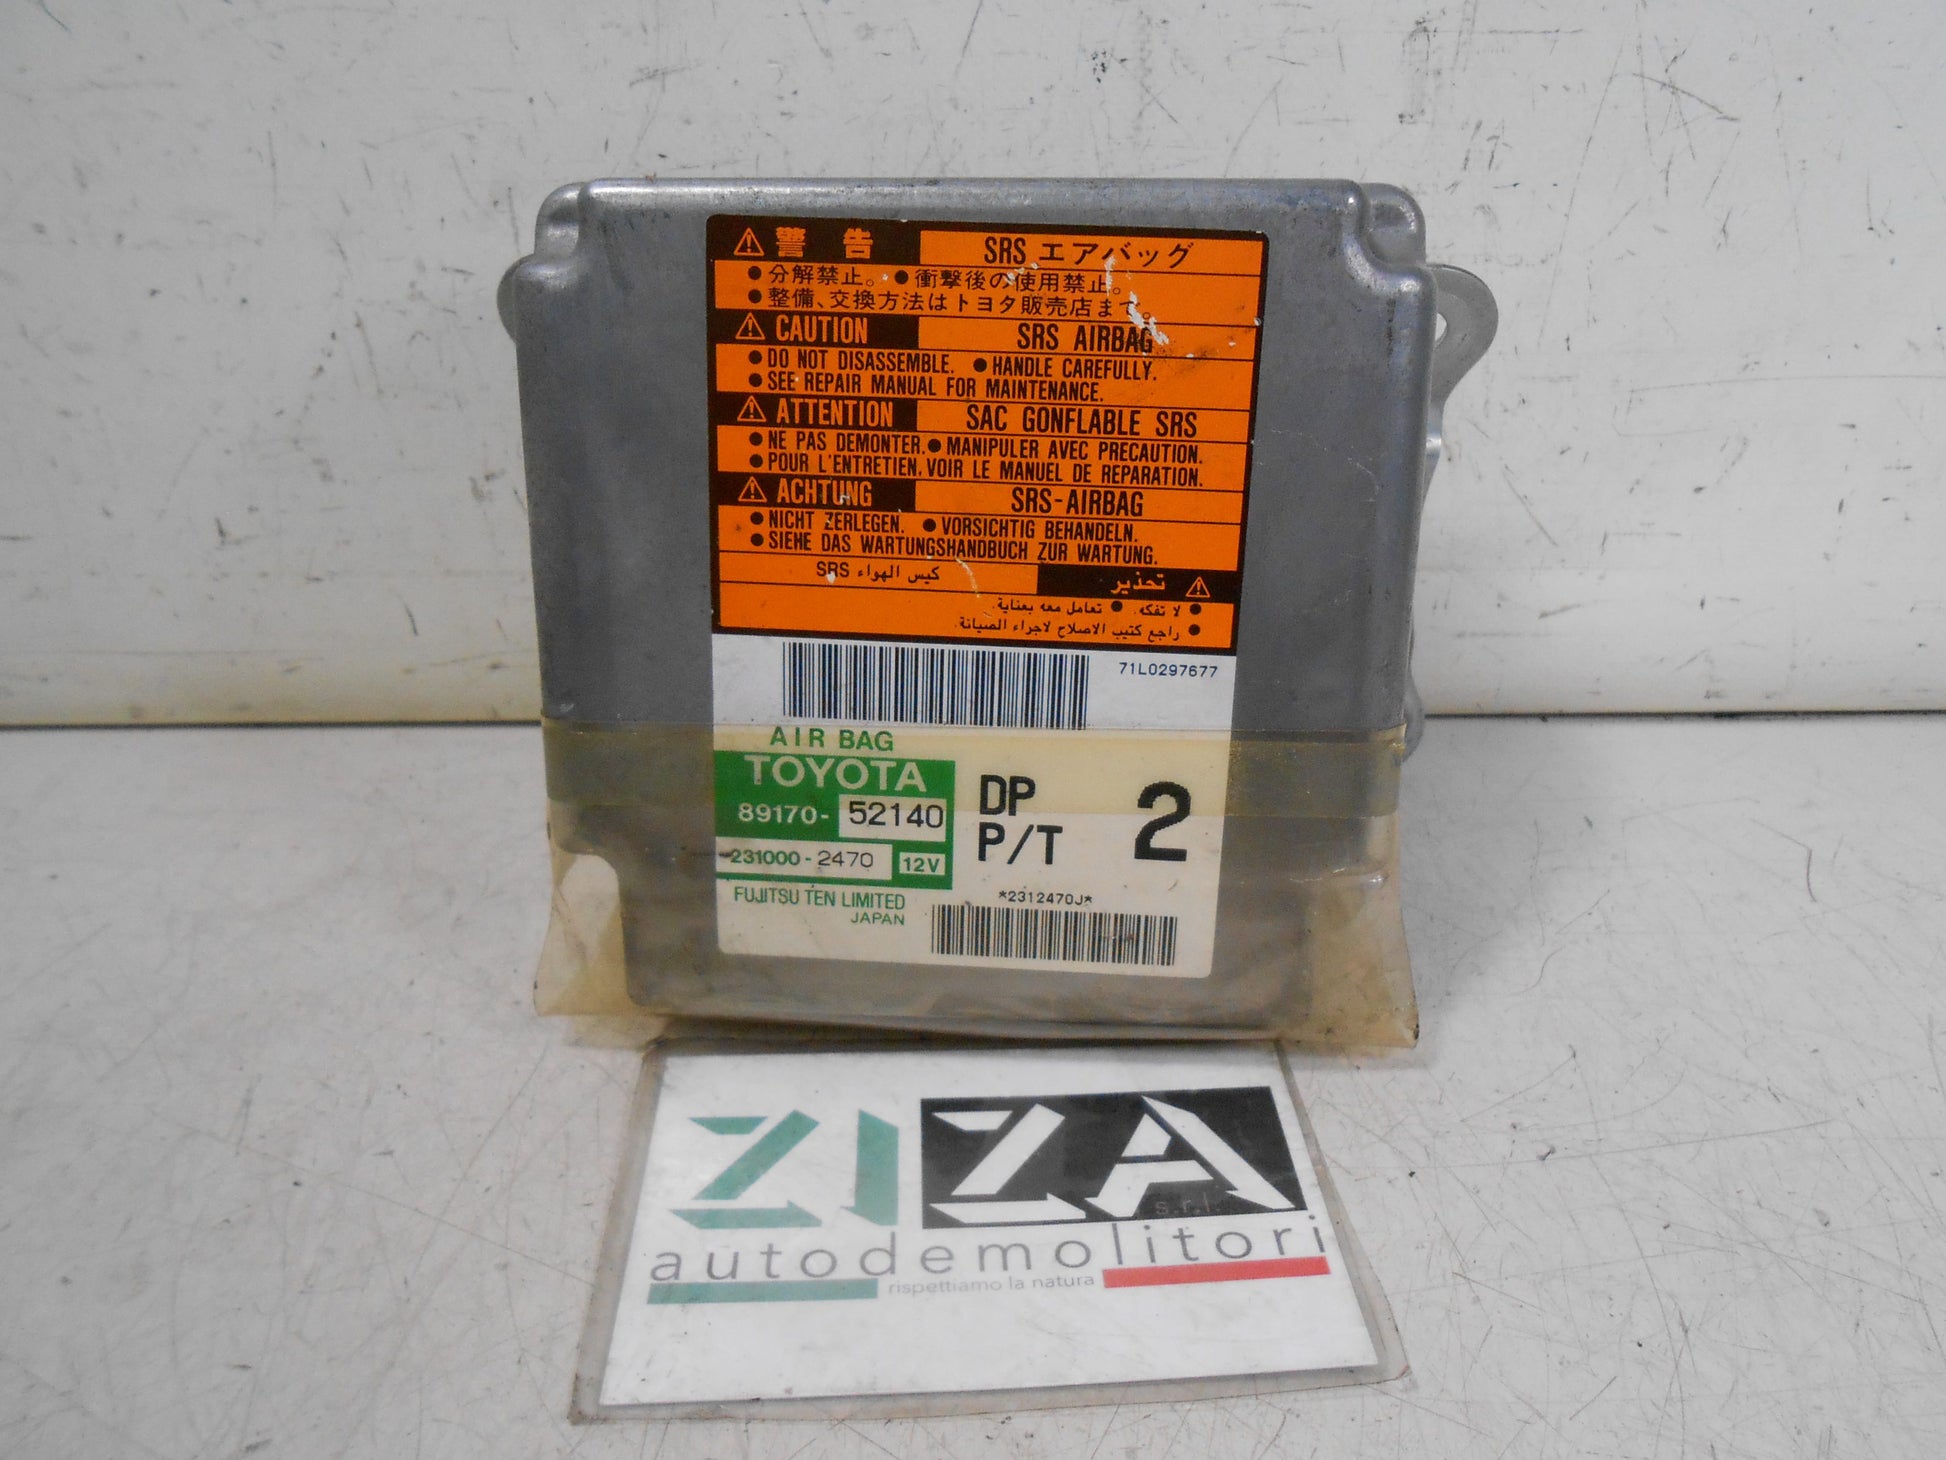 ⚠ 警 告 SRS エアバッグ
● 分解禁止。 ● 衝撃後の使用禁止。
● 整備、交換方法はトヨタ販売店まで
⚠ CAUTION SRS AIRBAG
● DO NOT DISASSEMBLE. ● HANDLE CAREFULLY.
● SEE REPAIR MANUAL FOR MAINTENANCE.
⚠ ATTENTION SAC GONFLABLE SRS
● NE PAS DEMONTER. ● MANIPULER AVEC PRECAUTION.
● POUR L'ENTRETIEN, VOIR LE MANUEL DE REPARATION.
⚠ ACHTUNG SRS-AIRBAG
● NICHT ZERLEGEN. ● VORSICHTIG BEHANDELN.
● SIEHE DAS WARTUNGSHANDBUCH ZUR WARTUNG.
⚠ تحذير كيس الهواء SRS
● لا تفكه. ● تعامل معه بعناية.
● راجع كتيب الاصلاح لاجراء الصيانة.
71L0297677
AIR BAG
TOYOTA
89170-52140
231000-2470 12V
DP
P/T
2
FUJITSU TEN LIMITED
JAPAN
*2312470J*
ZIZA
s.r.l.
autodemolitori
rispettiamo la natura